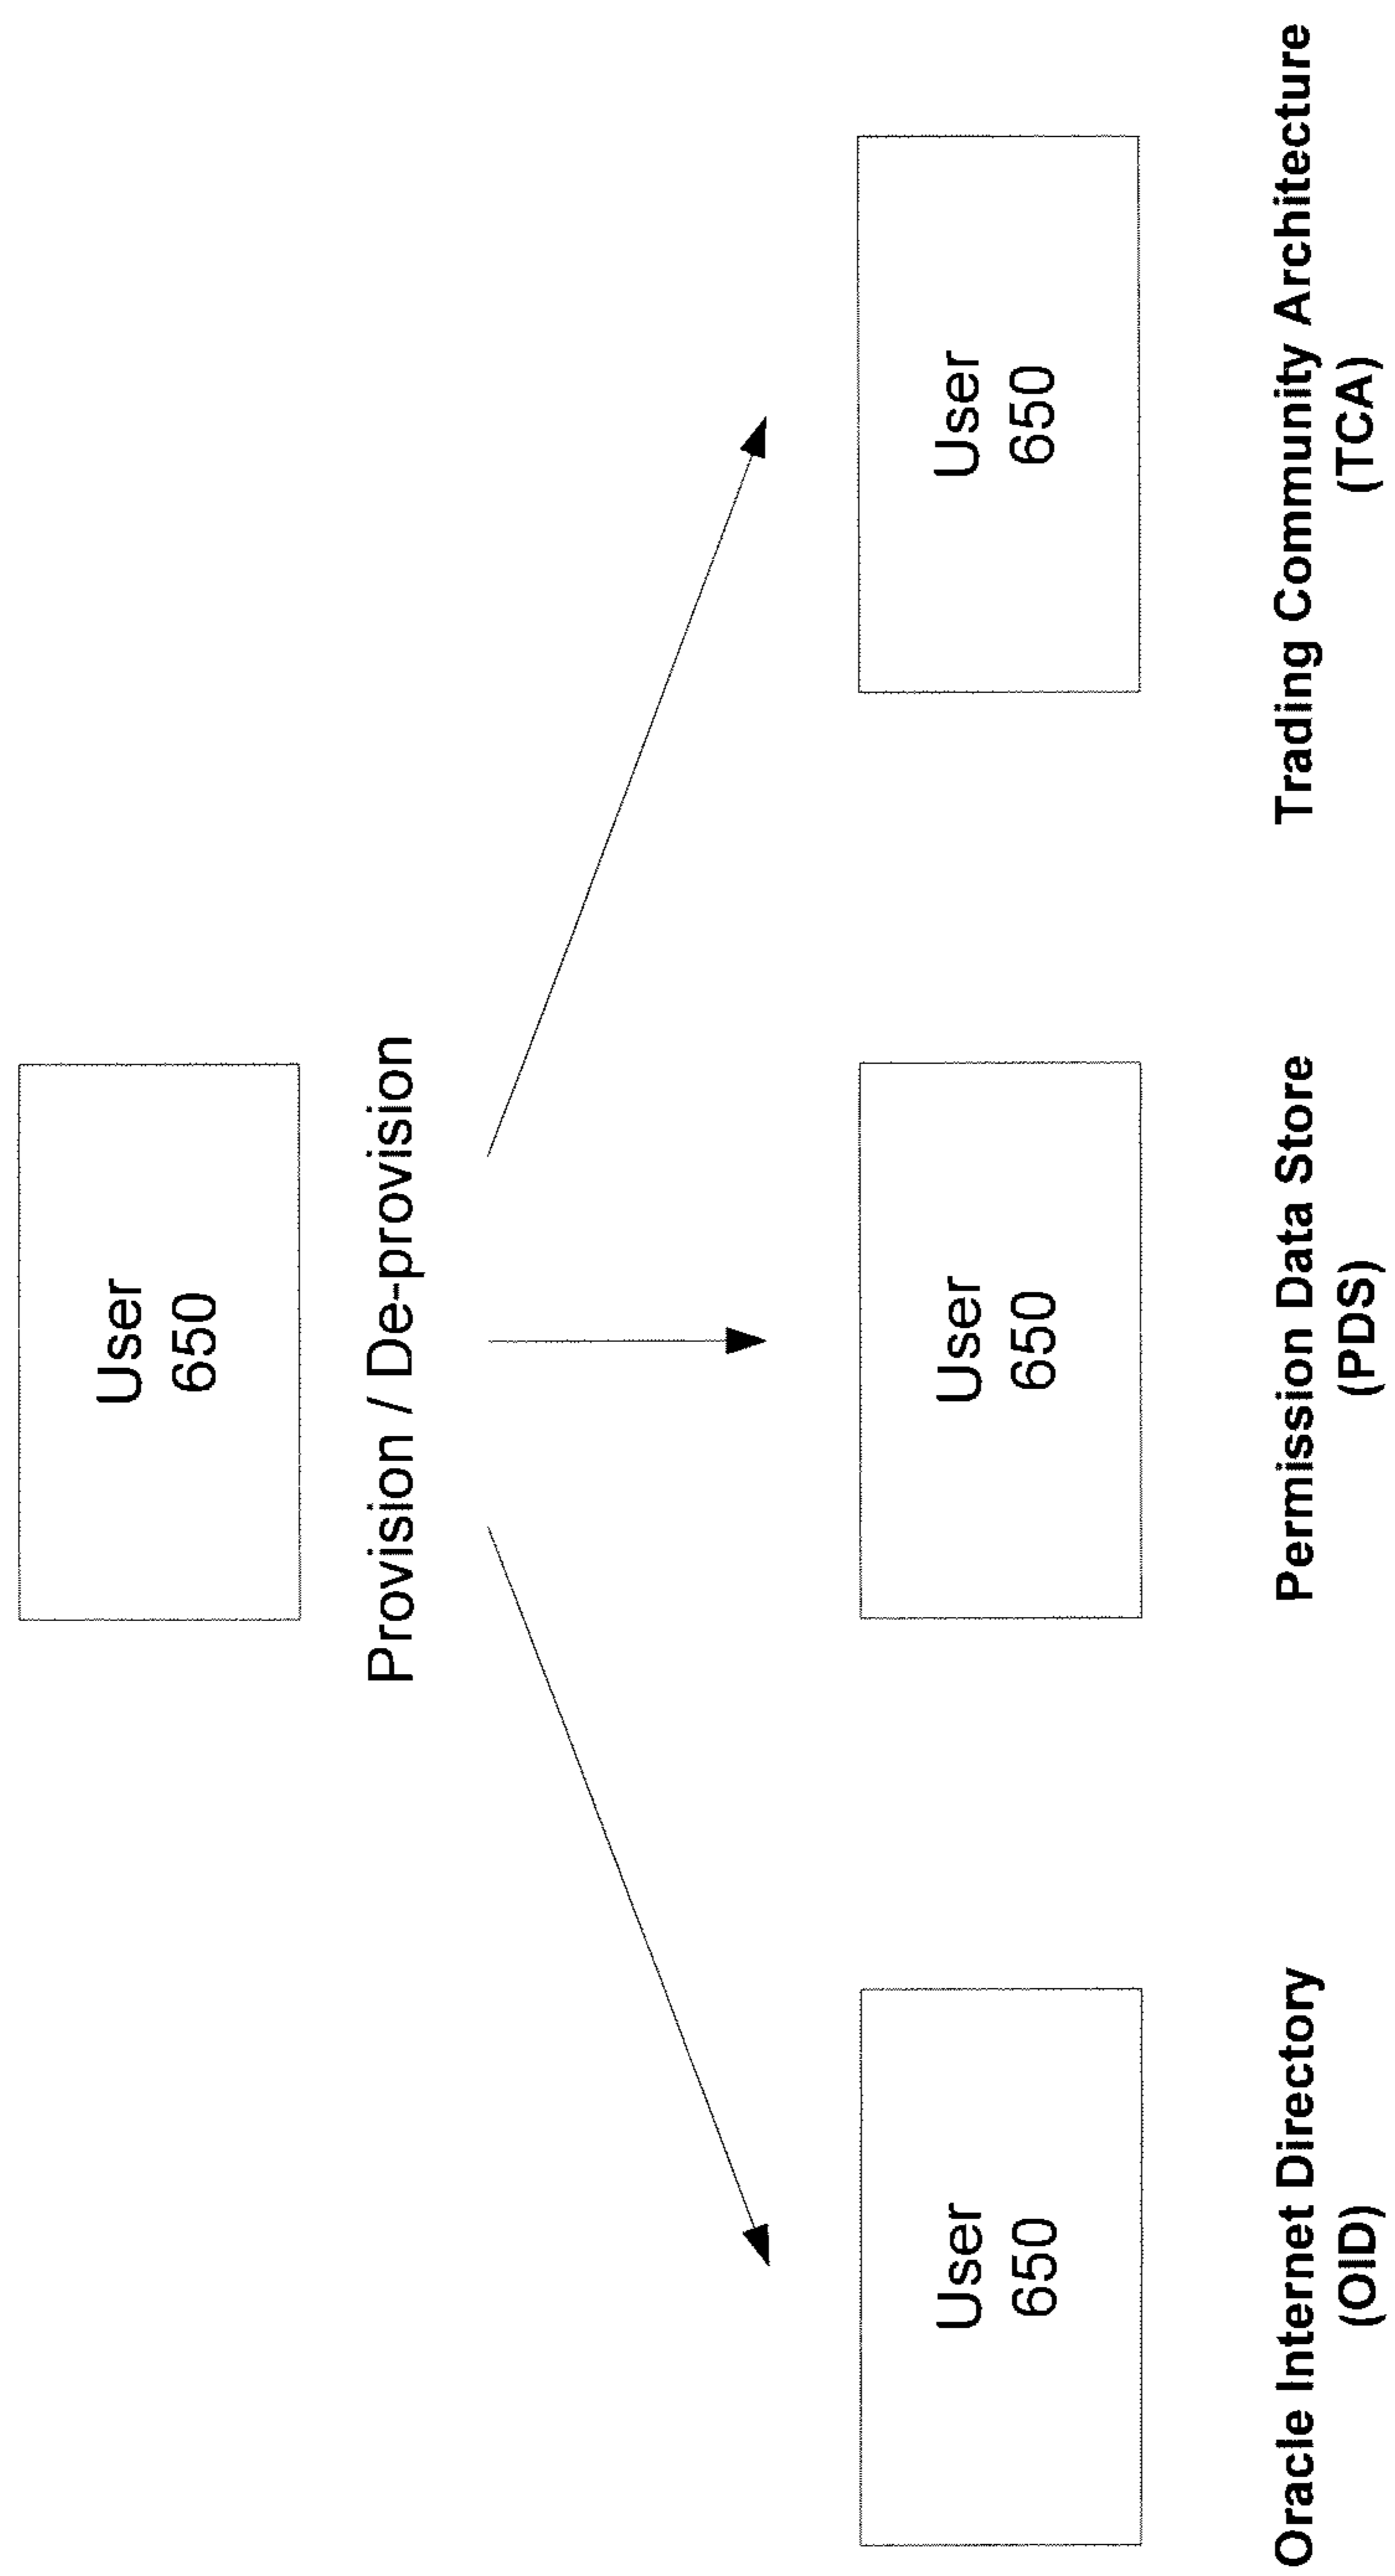 User
650
Provision / De-provision
User
650
User
650
User
650
Oracle Internet Directory
(OID)
Permission Data Store
(PDS)
Trading Community Architecture
(TCA)